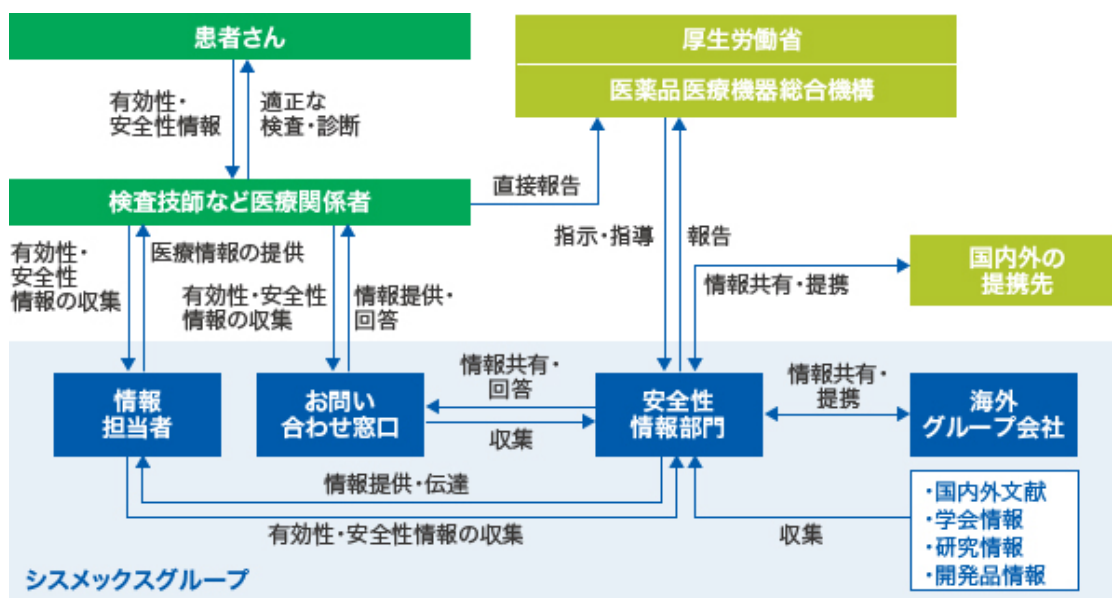 患者さん
厚生労働省
医薬品医療機器総合機構
有効性・
安全性情報
適正な
検査・診断
検査技師など医療関係者
直接報告
指示・指導
報告
有効性・
安全性
情報の収集
医療情報の提供
有効性・安全性
情報の収集
情報提供・
回答
情報共有・提携
国内外の
提携先
情報
担当者
お問い
合わせ窓口
情報共有・
回答
収集
安全性
情報部門
情報共有・
提携
海外
グループ会社
情報提供・伝達
有効性・安全性情報の収集
収集
・国内外文献
・学会情報
・研究情報
・開発品情報
シスメックスグループ